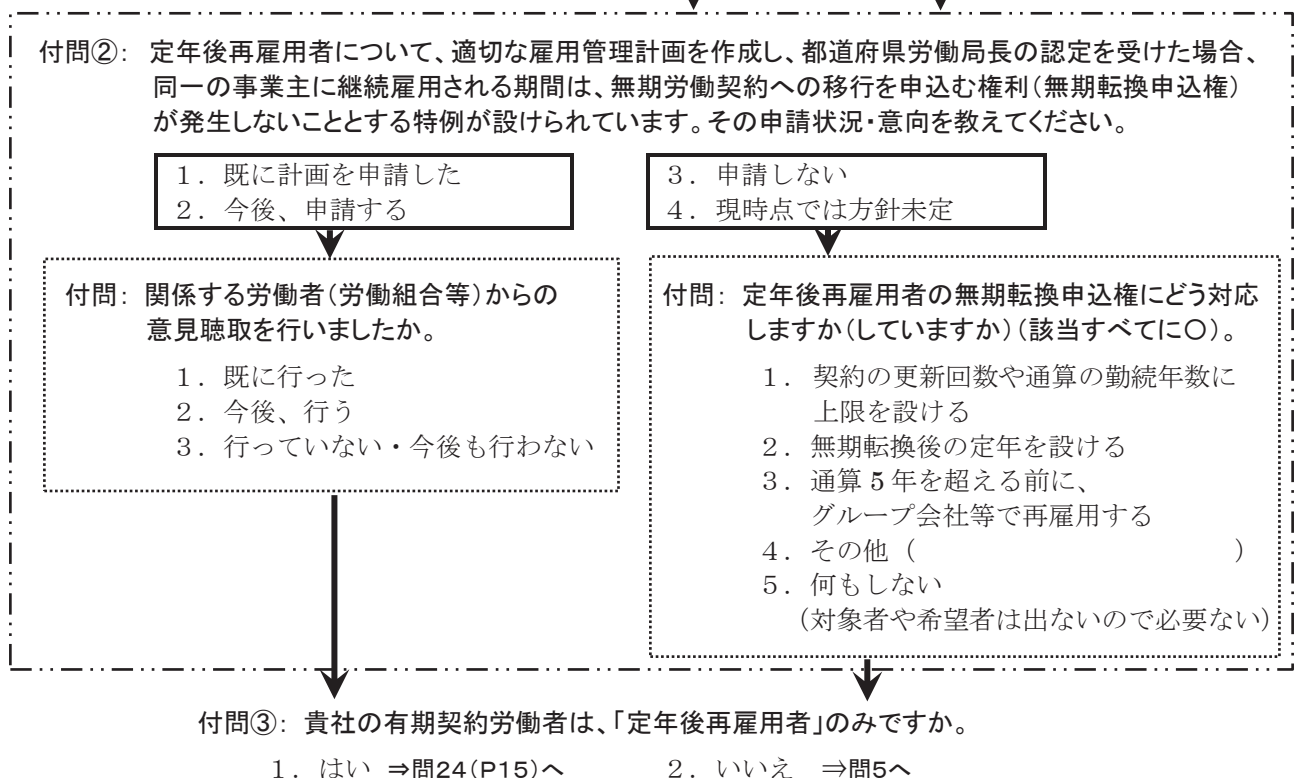 付問②: 定年後再雇用者について、適切な雇用管理計画を作成し、都道府県労働局長の認定を受けた場合、
同一の事業主に継続雇用される期間は、無期労働契約への移行を申込む権利(無期転換申込権)
が発生しないこととする特例が設けられています。その申請状況・意向を教えてください。
1. 既に計画を申請した
2. 今後、申請する
3. 申請しない
4. 現時点では方針未定
付問: 関係する労働者(労働組合等)からの
意見聴取を行いましたか。
1. 既に行った
2. 今後、行う
3. 行っていない・今後も行わない
付問: 定年後再雇用者の無期転換申込権にどう対応
しますか(していますか)(該当すべてに○)。
1. 契約の更新回数や通算の勤続年数に
上限を設ける
2. 無期転換後の定年を設ける
3. 通算5年を超える前に、
グループ会社等で再雇用する
4. その他 ( )
5. 何もしない
(対象者や希望者は出ないので必要ない)
付問③: 貴社の有期契約労働者は、「定年後再雇用者」のみですか。
1. はい ⇒問24(P15)へ 2. いいえ ⇒問5へ